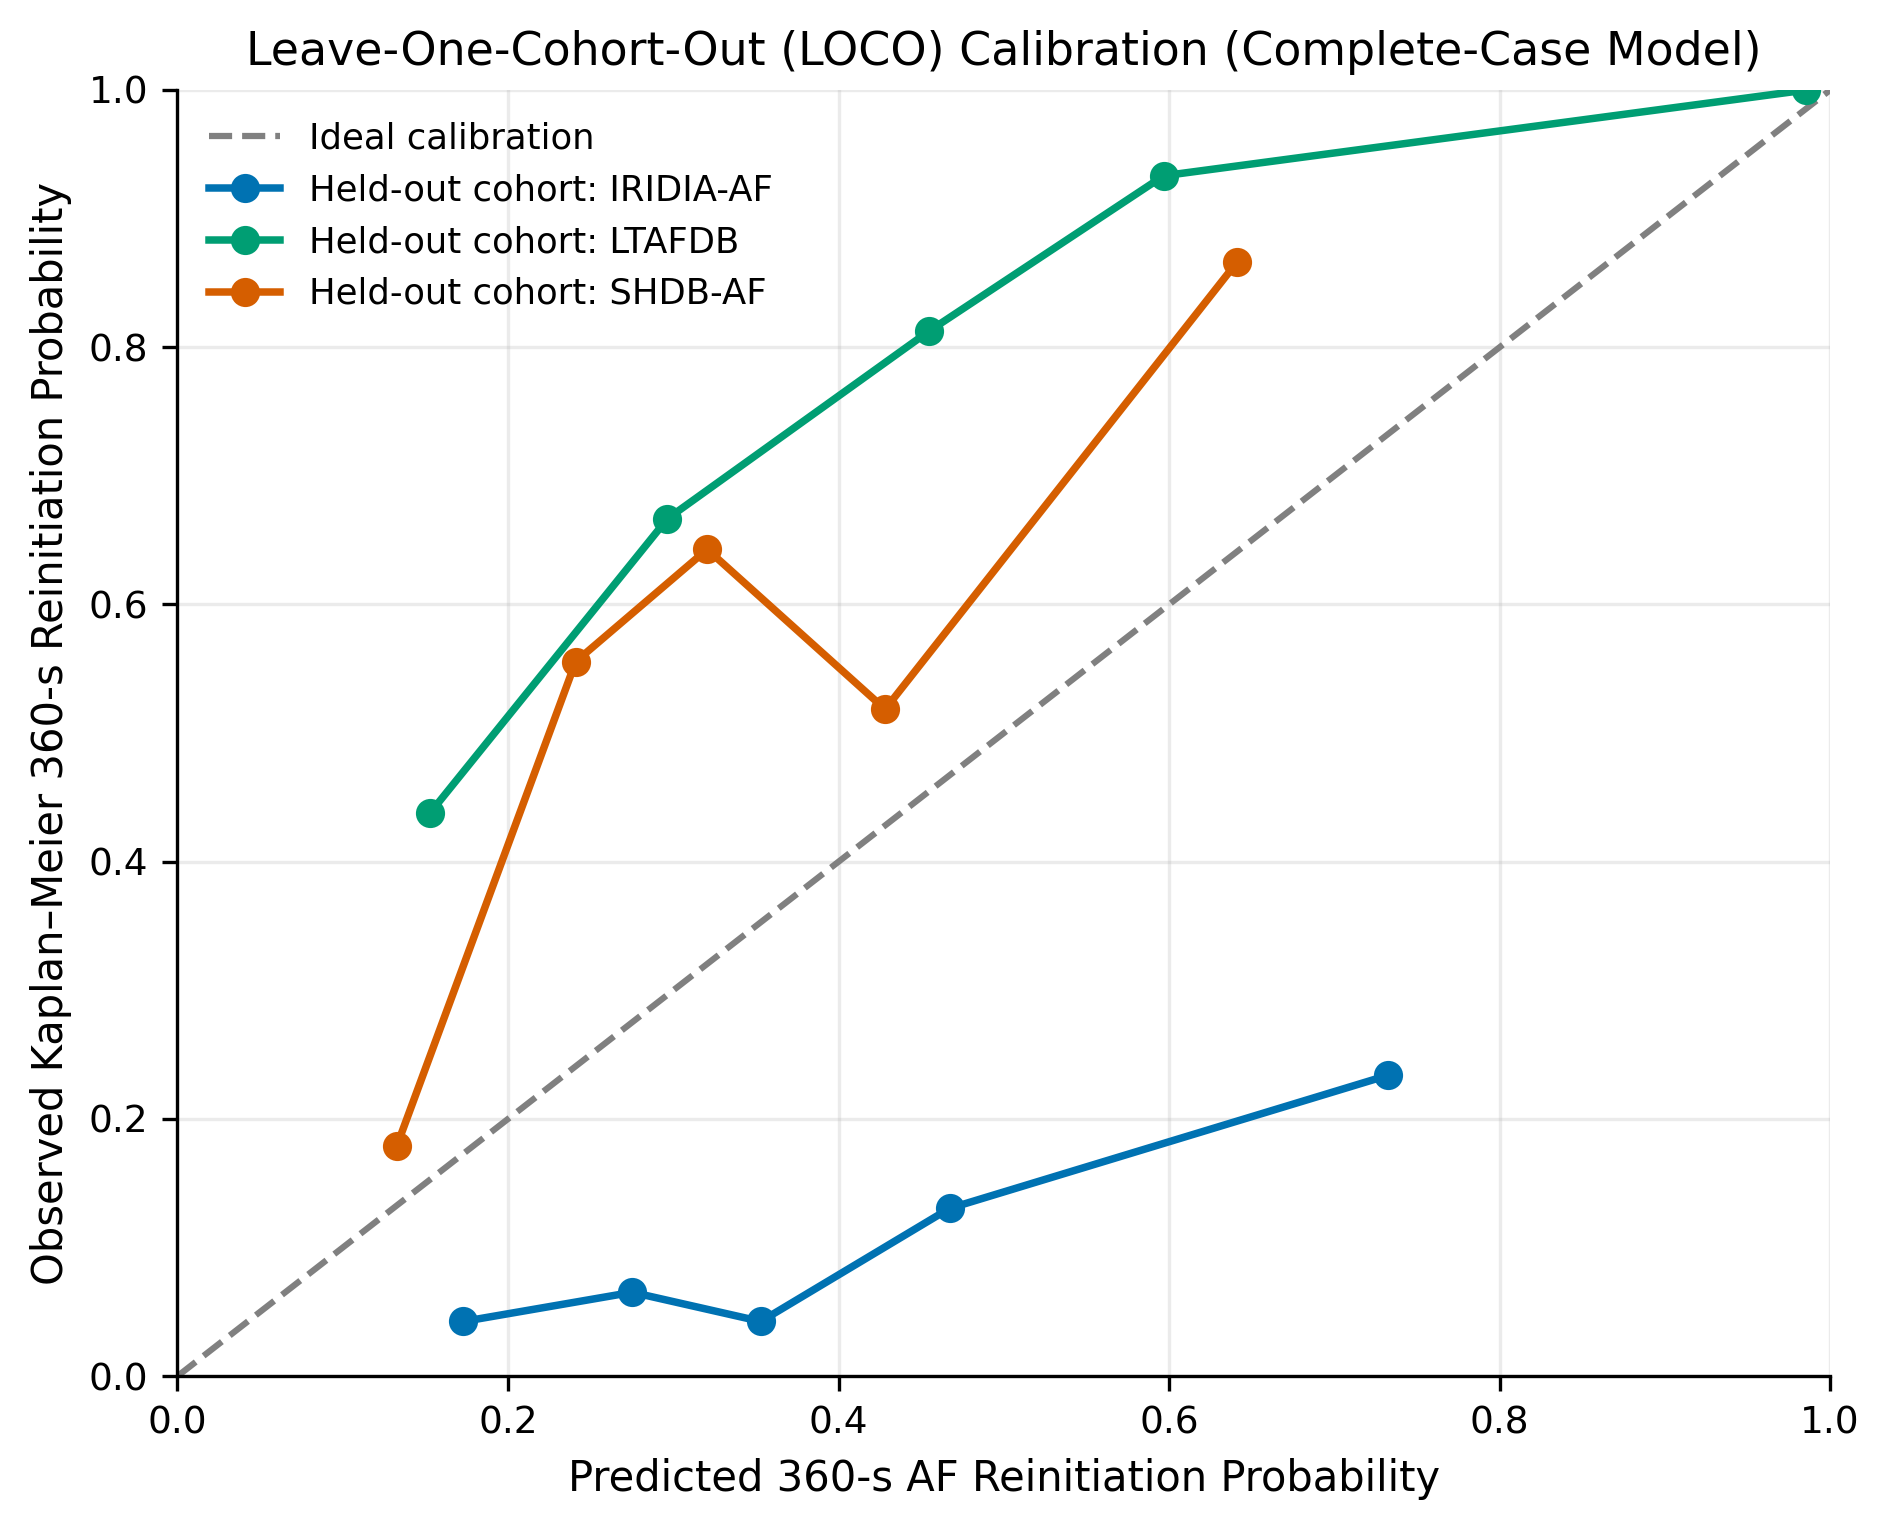 Leave-One-Cohort-Out (LOCO) Calibration (Complete-Case Model)
Ideal calibration
Held-out cohort: IRIDIA-AF
Held-out cohort: LTAFDB
Held-out cohort: SHDB-AF
Observed Kaplan–Meier 360-s Reinitiation Probability
1.0
0.8
0.6
0.4
0.2
0.0
0.0 0.2 0.4 0.6 0.8 1.0
Predicted 360-s AF Reinitiation Probability